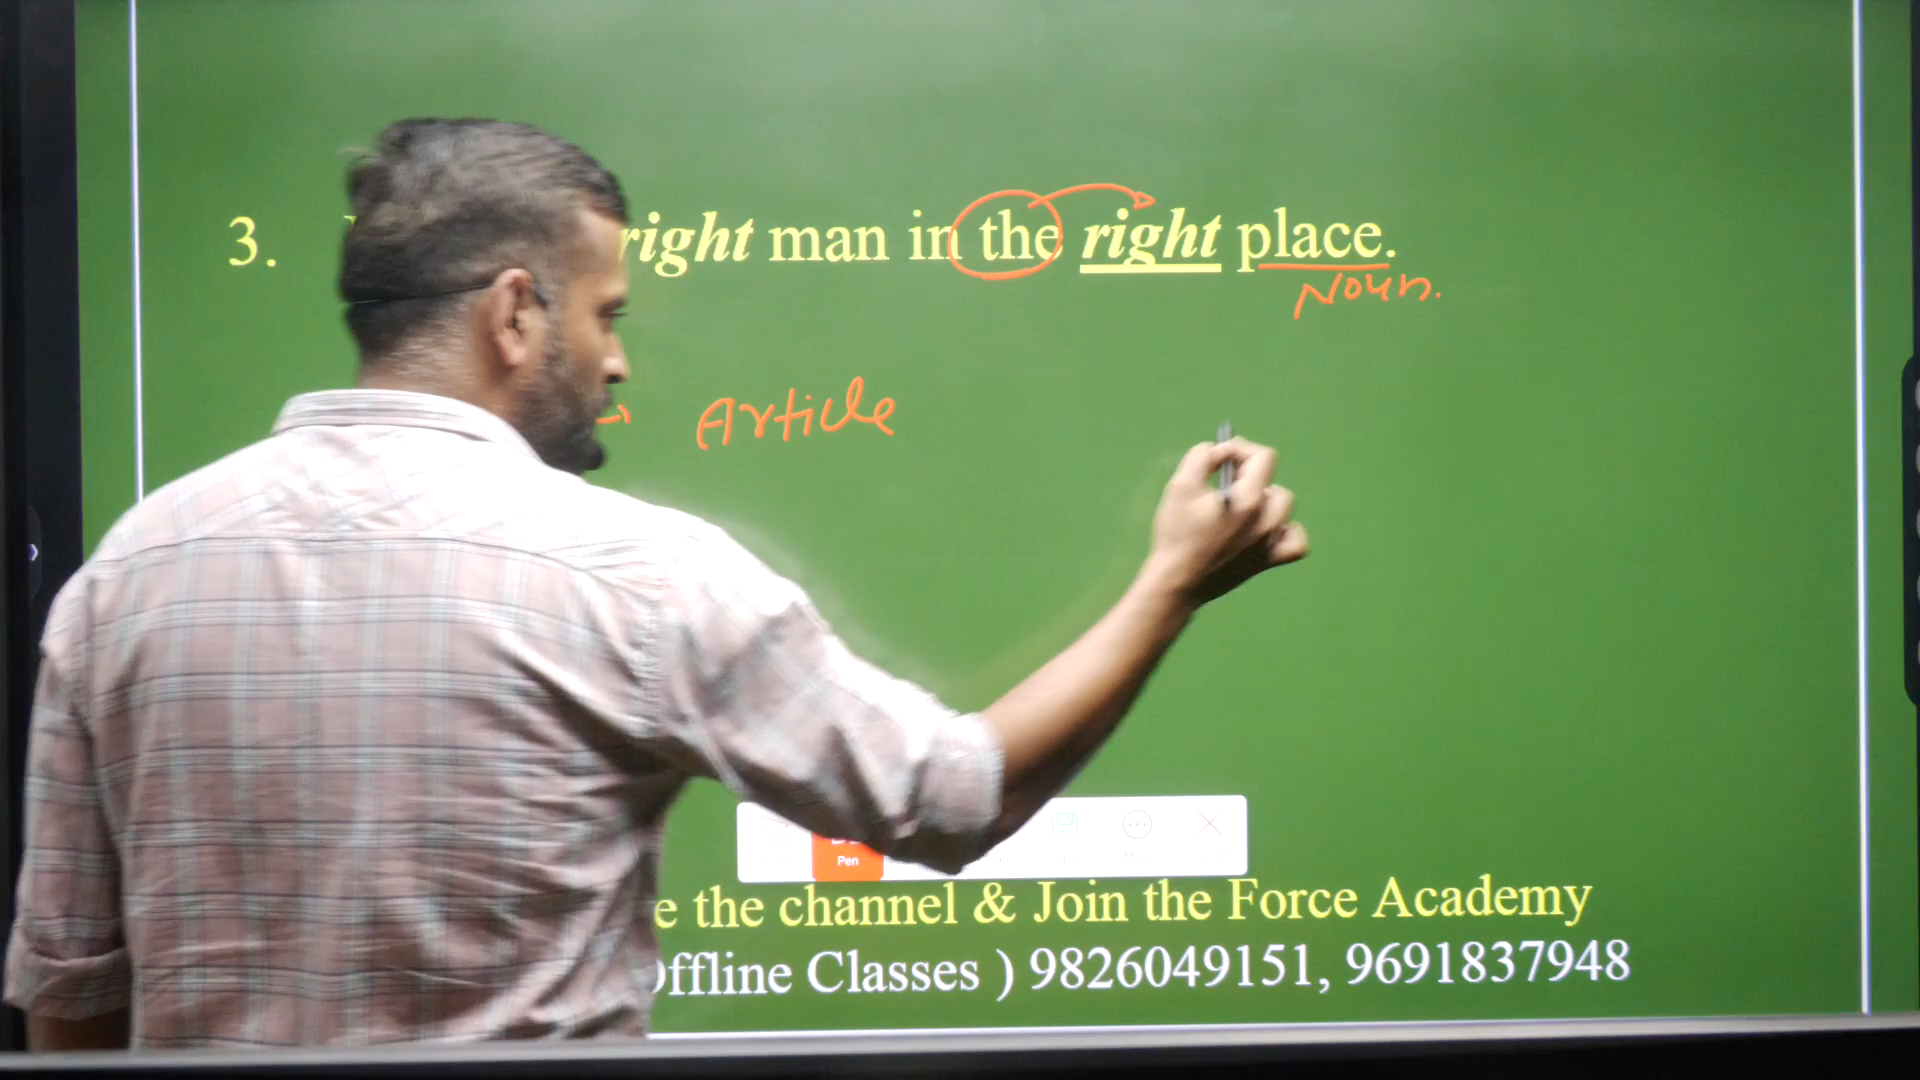 3. right man in the right place.
Noun.
Article
Pen
e the channel & Join the Force Academy
ffline Classes ) 9826049151, 9691837948